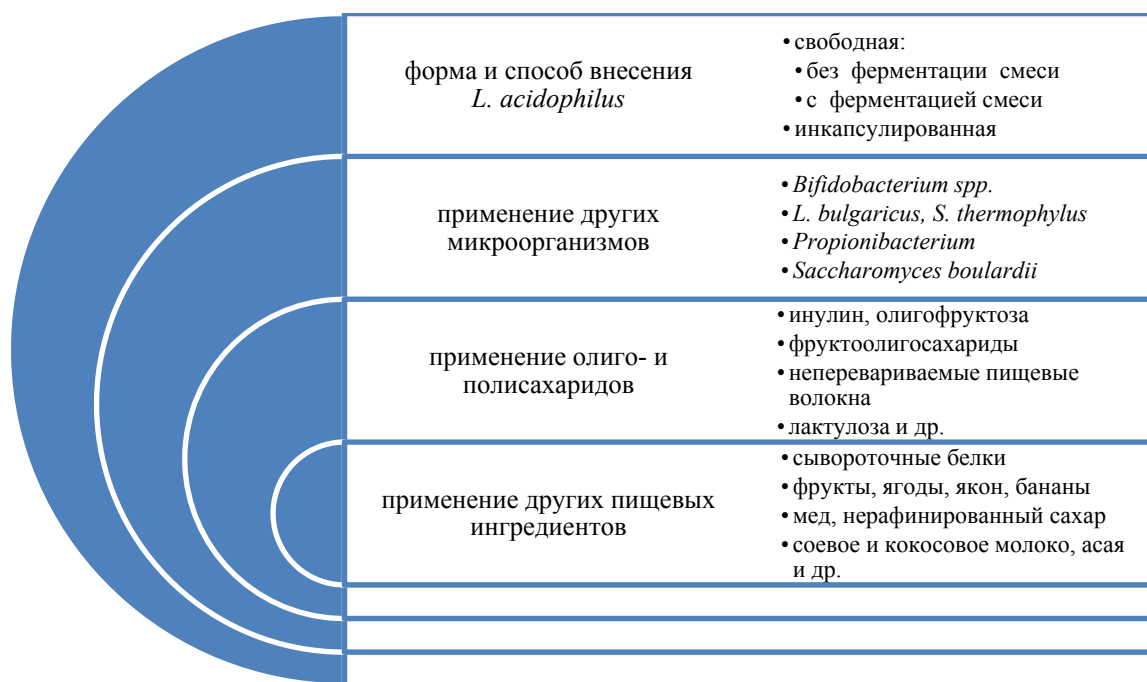 форма и способ внесения
L. acidophilus
• свободная:
• без ферментации смеси
• с ферментацией смеси
• инкапсулированная
применение других
микроорганизмов
• Bifidobacterium spp.
• L. bulgaricus, S. thermophylus
• Propionibacterium
• Saccharomyces boulardii
применение олиго- и
полисахаридов
• инулин, олигофруктоза
• фруктоолигосахариды
• неперевариваемые пищевые
волокна
• лактулоза и др.
применение других пищевых
ингредиентов
• сывороточные белки
• фрукты, ягоды, якон, бананы
• мед, нерафинированный сахар
• соевое и кокосовое молоко, асая
и др.